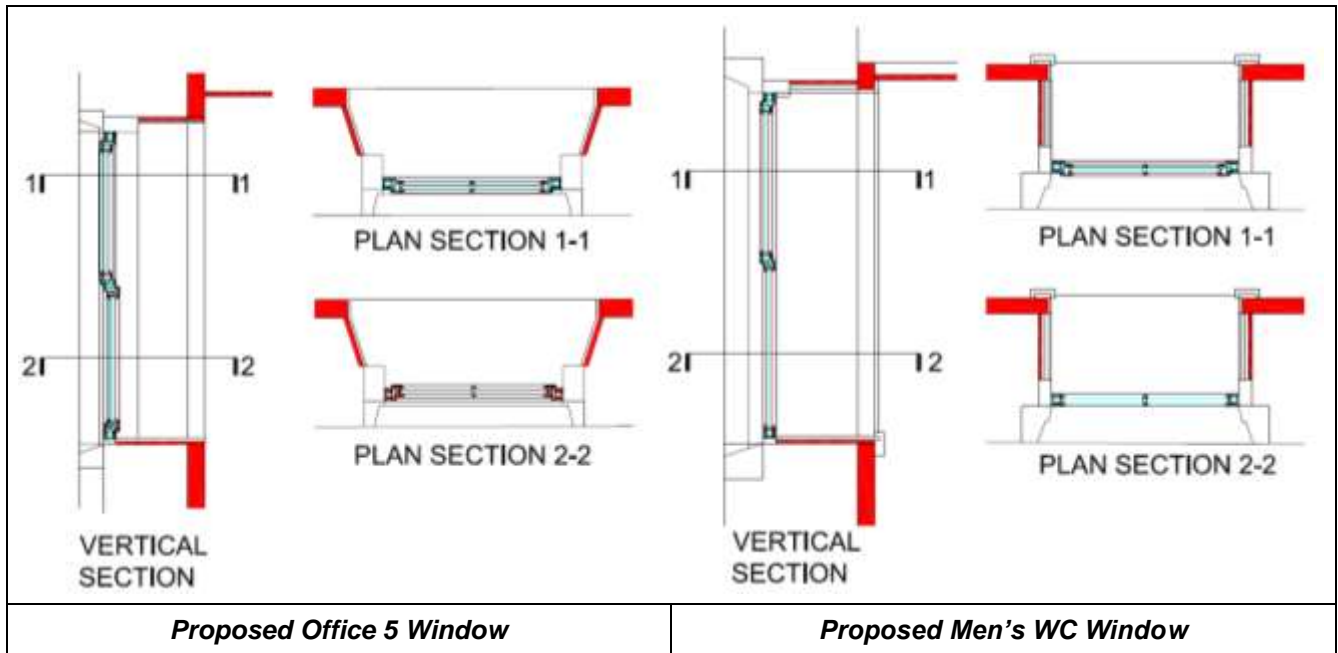 1 1
2 2
VERTICAL
SECTION
PLAN SECTION 1-1
PLAN SECTION 2-2
1 1
2 2
VERTICAL
SECTION
PLAN SECTION 1-1
PLAN SECTION 2-2
Proposed Office 5 Window
Proposed Men's WC Window